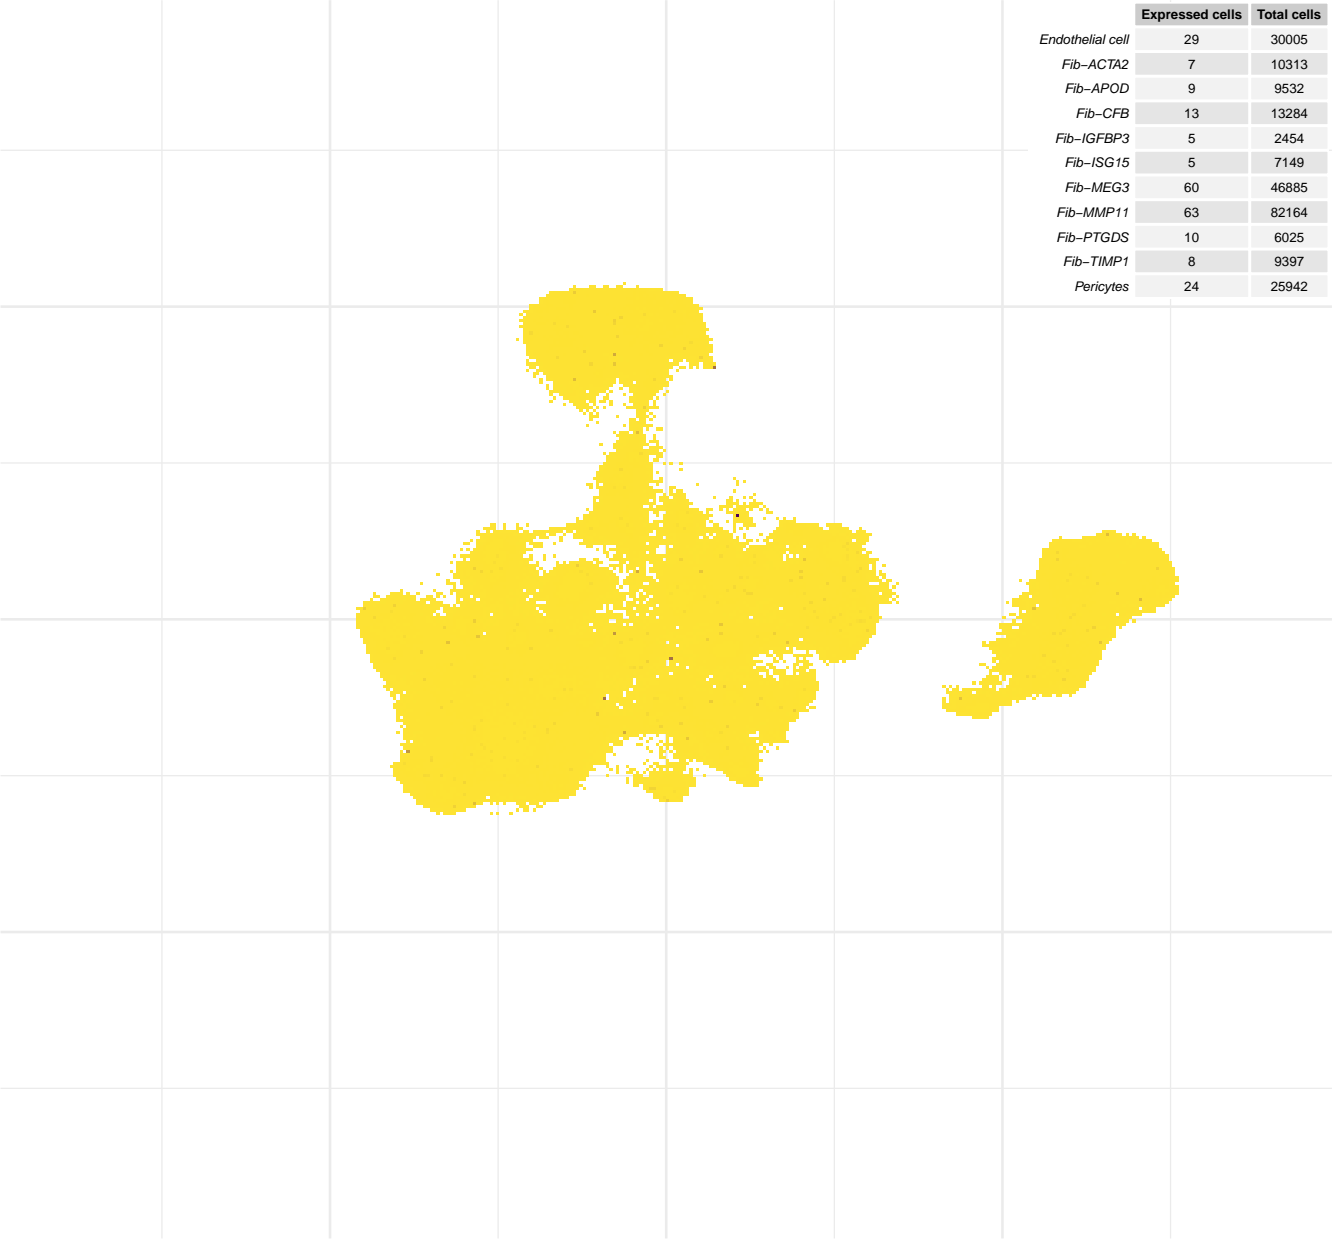 Expressed cells Total cells
Endothelial cell 29 30005
Fib−ACTA2 7 10313
Fib−APOD 9 9532
Fib−CFB 13 13284
Fib−IGFBP3 5 2454
Fib−ISG15 5 7149
Fib−MEG3 60 46885
Fib−MMP11 63 82164
Fib−PTGDS 10 6025
Fib−TIMP1 8 9397
Pericytes 24 25942